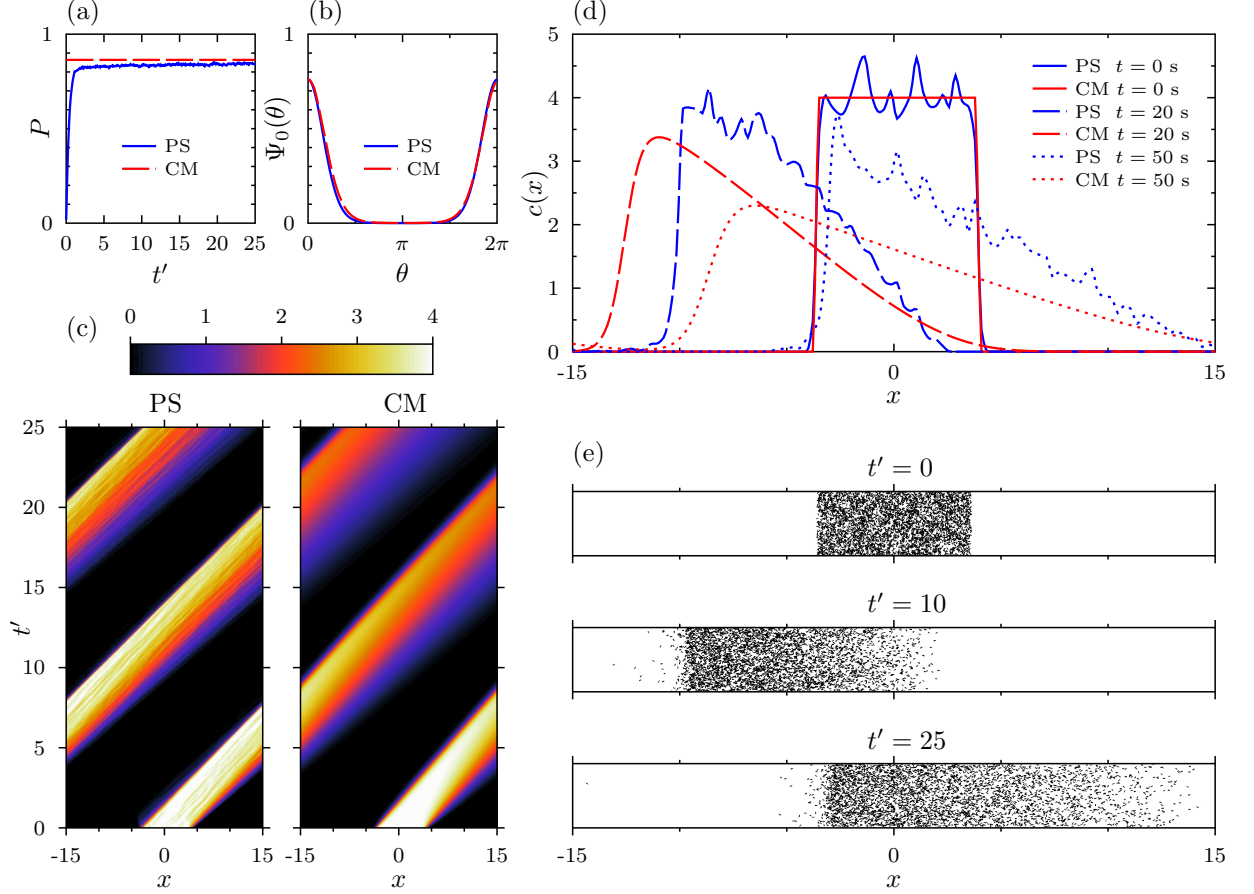 (a)
1
P
0
0 5 10 15 20 25
t′
PS
CM
(b)
1
Ψ₀(θ)
0
0 π 2π
θ
PS
CM
(c)
0 1 2 3 4
PS
CM
25
20
15
10
5
0
t′
-15 0 15
x
-15 0 15
x
(d)
5
4
3
2
1
0
c(x)
-15 0 15
x
PS t = 0 s
CM t = 0 s
PS t = 20 s
CM t = 20 s
PS t = 50 s
CM t = 50 s
(e)
t′ = 0
t′ = 10
t′ = 25
-15 0 15
x